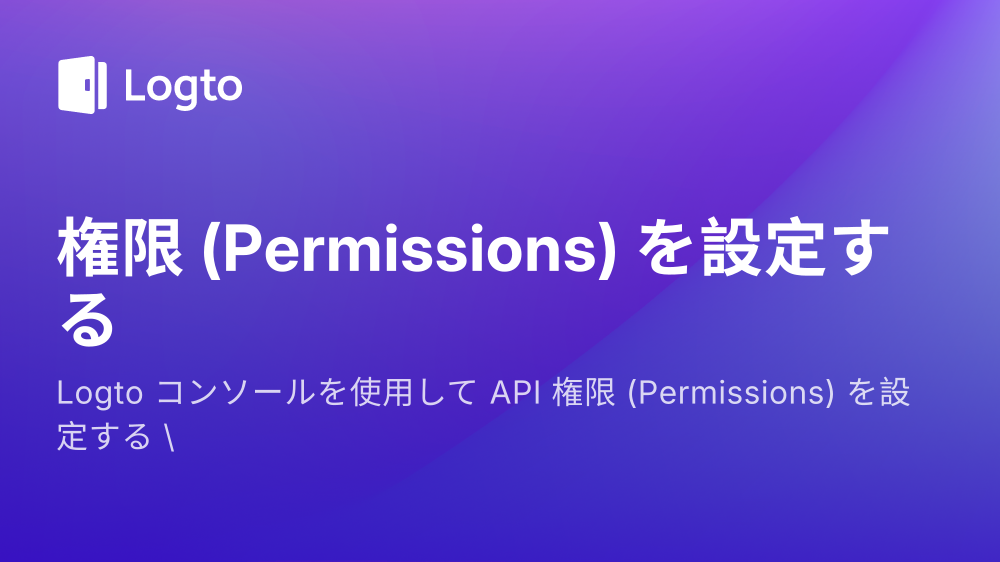 Logto
権限 (Permissions) を設定す
る
Logto コンソールを使用して API 権限 (Permissions) を設
定する \